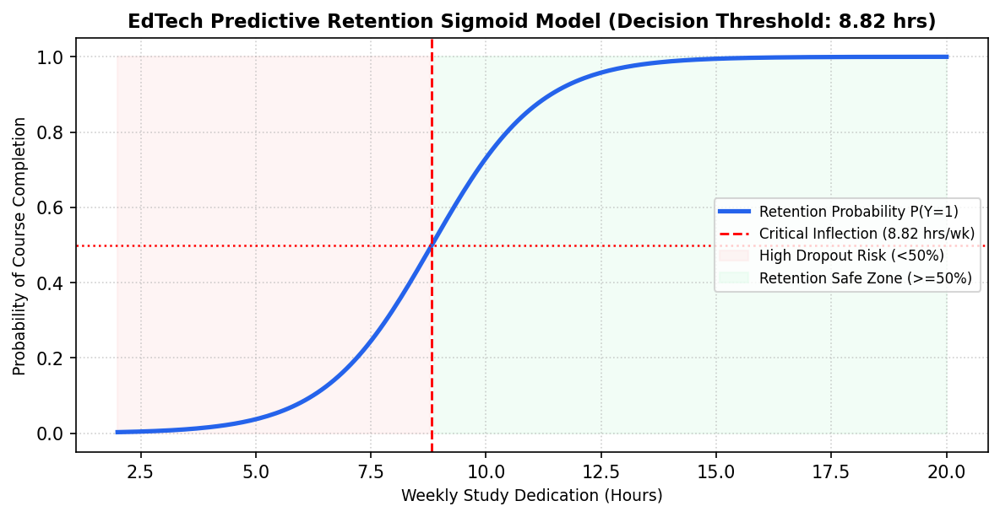 EdTech Predictive Retention Sigmoid Model (Decision Threshold: 8.82 hrs)
Probability of Course Completion
1.0
0.8
0.6
0.4
0.2
0.0
Retention Probability P(Y=1)
Critical Inflection (8.82 hrs/wk)
High Dropout Risk (<50%)
Retention Safe Zone (>=50%)
2.5 5.0 7.5 10.0 12.5 15.0 17.5 20.0
Weekly Study Dedication (Hours)